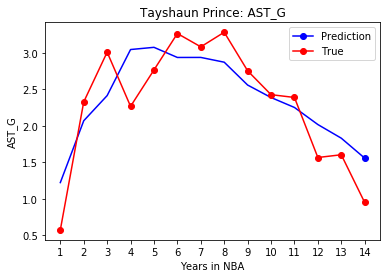 Tayshaun Prince: AST_G
Prediction
True
3.0
2.5
2.0
1.5
1.0
0.5
AST_G
1 2 3 4 5 6 7 8 9 10 11 12 13 14
Years in NBA